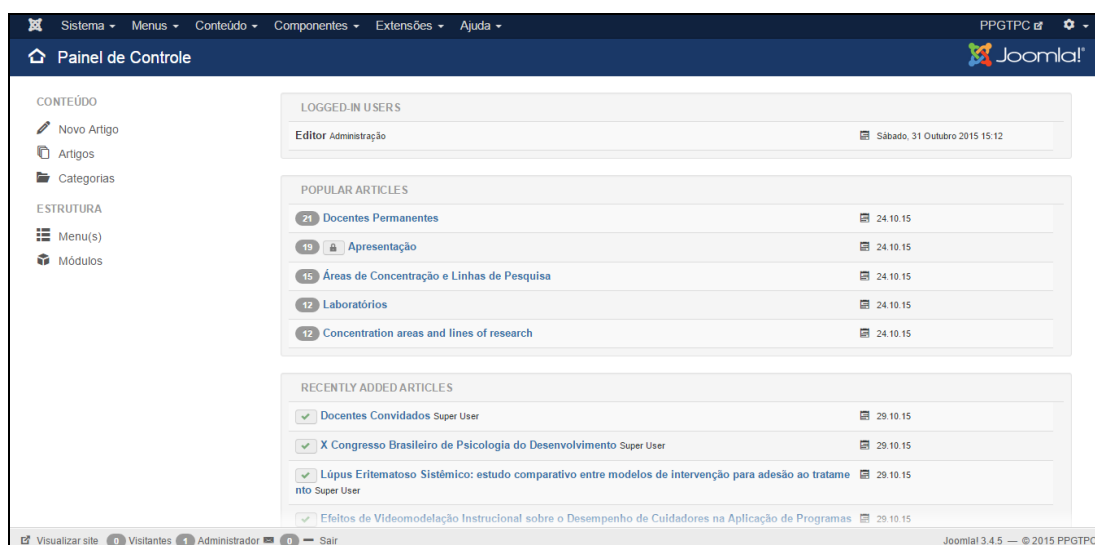 Sistema Menus Conteúdo Componentes Extensões Ajuda PPGTPC
Painel de Controle Joomla!®
CONTEÚDO
Novo Artigo
Artigos
Categorias
ESTRUTURA
Menu(s)
Módulos
LOGGED-IN USERS
Editor Administração Sábado, 31 Outubro 2015 15:12
POPULAR ARTICLES
21 Docentes Permanentes 24.10.15
19 Apresentação 24.10.15
15 Áreas de Concentração e Linhas de Pesquisa 24.10.15
12 Laboratórios 24.10.15
12 Concentration areas and lines of research 24.10.15
RECENTLY ADDED ARTICLES
Docentes Convidados Super User 29.10.15
X Congresso Brasileiro de Psicologia do Desenvolvimento Super User 29.10.15
Lúpus Eritematoso Sistêmico: estudo comparativo entre modelos de intervenção para adesão ao tratame 29.10.15
nto Super User
Efeitos de Videomodelação Instrucional sobre o Desempenho de Cuidadores na Aplicação de Programas 29.10.15
Visualizar site 0 Visitantes 1 Administrador 0 Sair Joomla! 3.4.5 — © 2015 PPGTPC